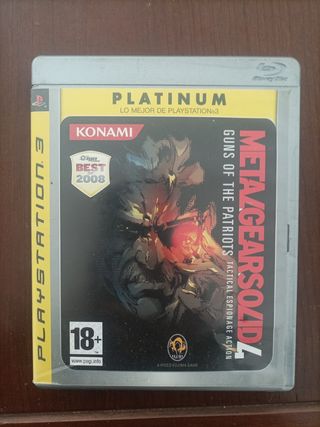 Blu-ray Disc
PLATINUM
LO MEJOR DE PLAYSTATION®3
KONAMI
BEST
2008
METAL GEAR SOLID 4
GUNS OF THE PATRIOTS
TACTICAL ESPIONAGE ACTION
PLAYSTATION 3
18+
www.pegi.info
A HIDEO KOJIMA GAME